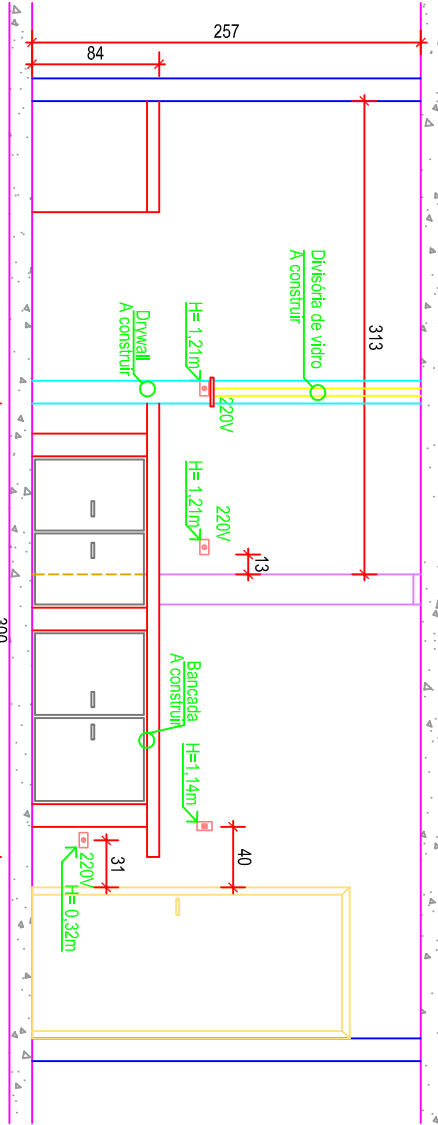 257
84
313
Divisória de vidro
A construir
Drywall
A construir
H= 1,21m
220V
H= 1,21m
220V
13
Bancada
A construir
H=1,14m
40
31
220V
H= 0,32m
300